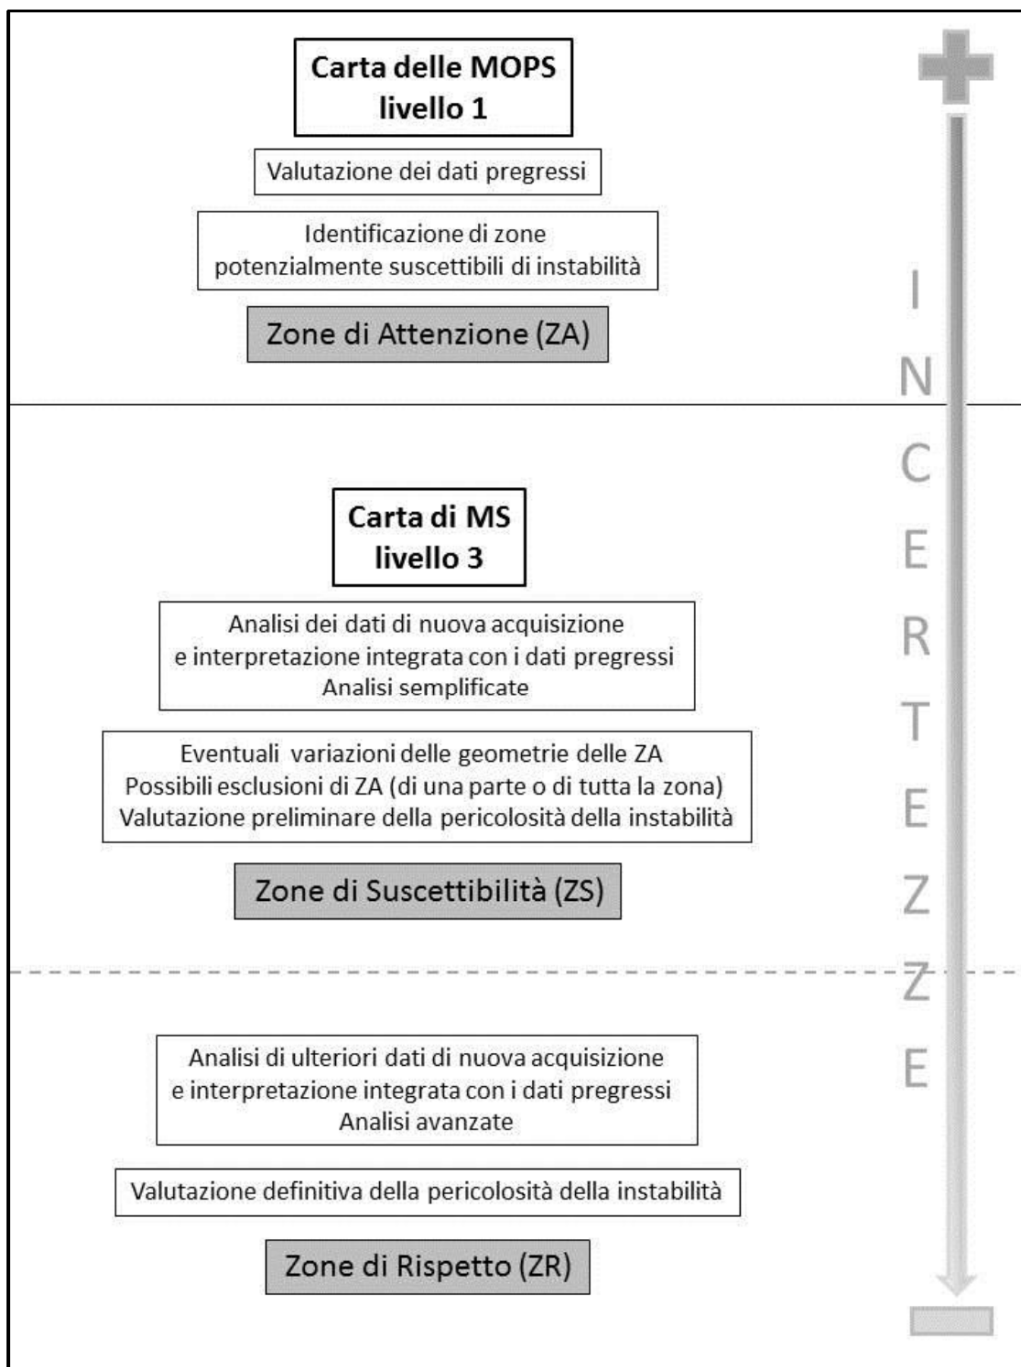 Carta delle MOPS
livello 1
Valutazione dei dati pregressi
Identificazione di zone
potenzialmente suscettibili di instabilità
Zone di Attenzione (ZA)
Carta di MS
livello 3
Analisi dei dati di nuova acquisizione
e interpretazione integrata con i dati pregressi
Analisi semplificate
Eventuali variazioni delle geometrie delle ZA
Possibili esclusioni di ZA (di una parte o di tutta la zona)
Valutazione preliminare della pericolosità della instabilità
Zone di Suscettibilità (ZS)
Analisi di ulteriori dati di nuova acquisizione
e interpretazione integrata con i dati pregressi
Analisi avanzate
Valutazione definitiva della pericolosità della instabilità
Zone di Rispetto (ZR)
INCERTEZZE